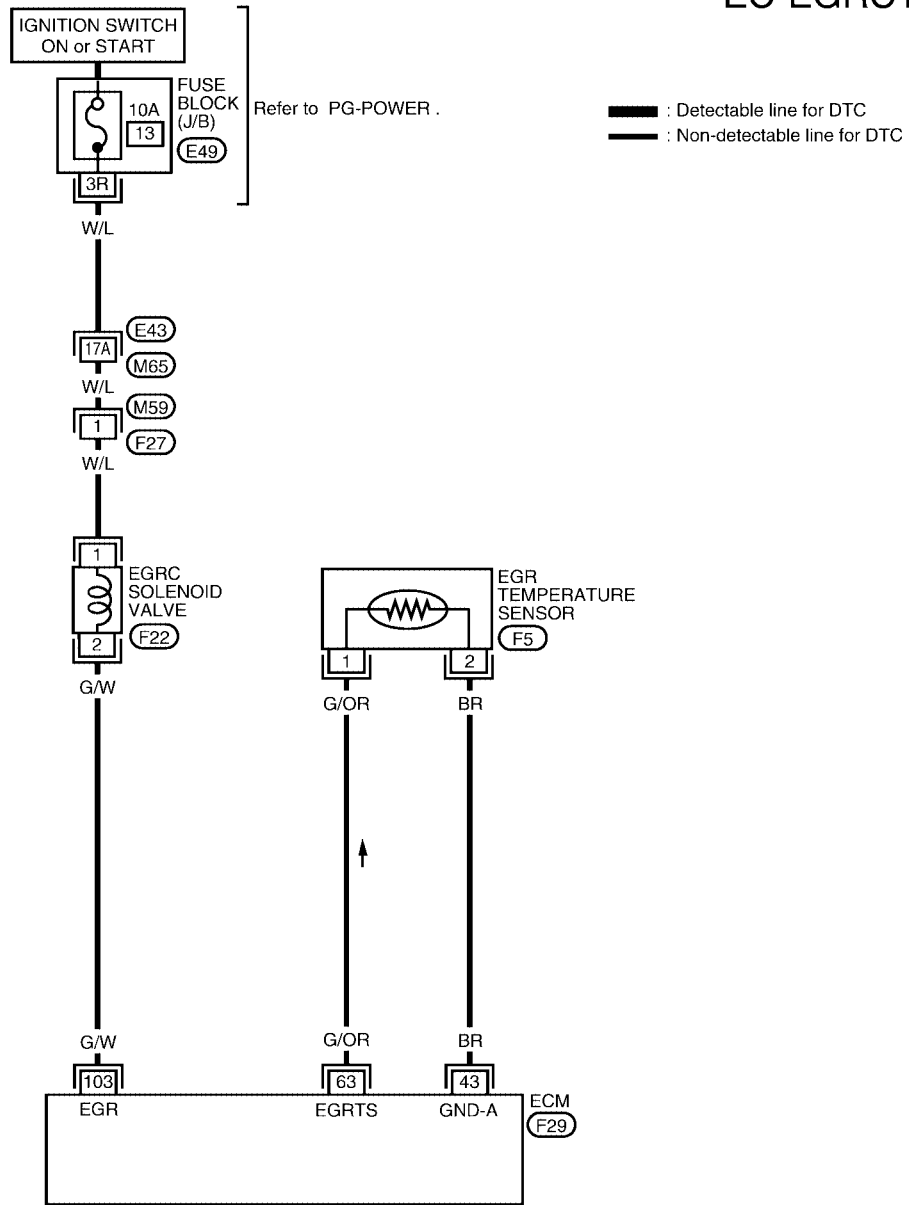 IGNITION SWITCH
ON or START
FUSE
BLOCK
(J/B)
10A
13
E49
Refer to PG-POWER .
: Detectable line for DTC
: Non-detectable line for DTC
3R
W/L
E43
17A
M65
W/L
M59
1
F27
W/L
1
EGRC
SOLENOID
VALVE
F22
2
G/W
EGR
TEMPERATURE
SENSOR
F5
1
2
G/OR
BR
G/W
G/OR
BR
103
63
43
EGR
EGRTS
GND-A
ECM
F29